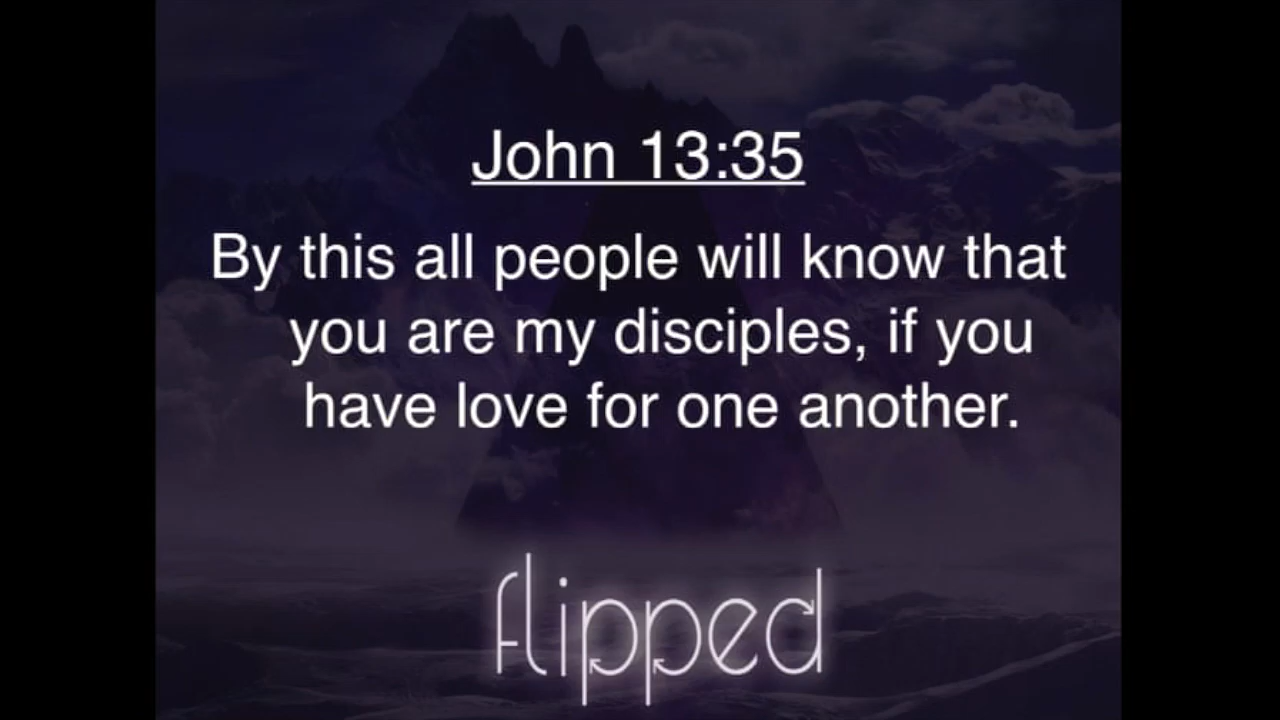 John 13:35
By this all people will know that
you are my disciples, if you
have love for one another.
flipped